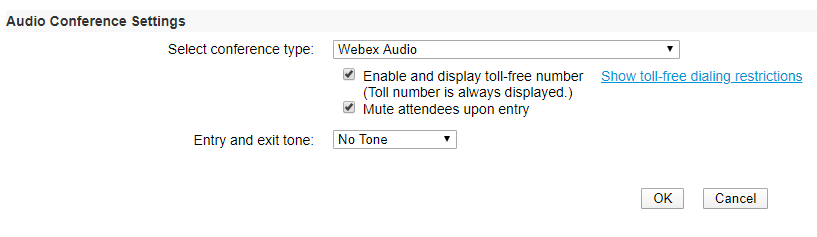 Audio Conference Settings
Select conference type: Webex Audio
Enable and display toll-free number Show toll-free dialing restrictions
(Toll number is always displayed.)
Mute attendees upon entry
Entry and exit tone: No Tone
OK Cancel